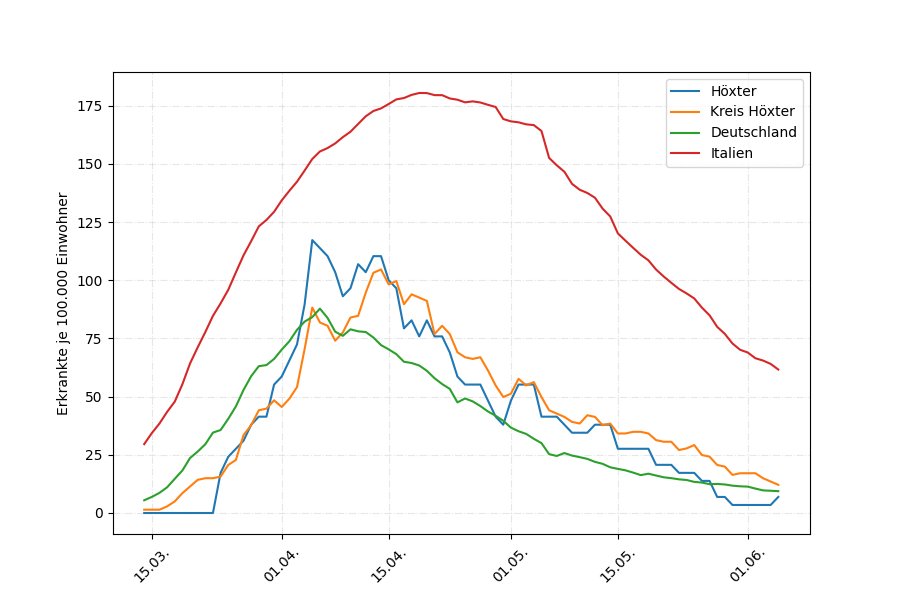 Höxter
Kreis Höxter
Deutschland
Italien
Erkrankte je 100.000 Einwohner
175
150
125
100
75
50
25
0
15.03.
01.04.
15.04.
01.05.
15.05.
01.06.